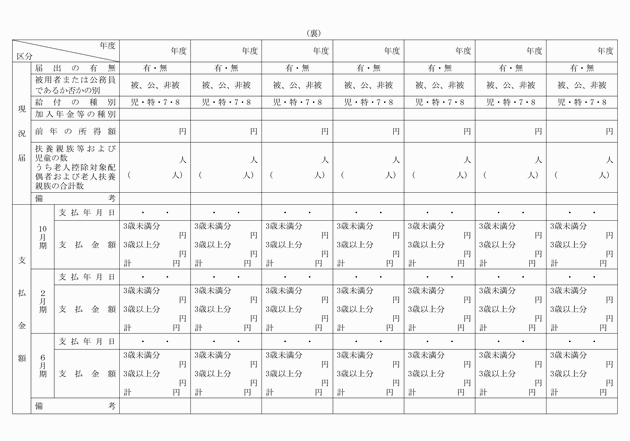 （裏）
年度
区分
年度 年度 年度 年度 年度 年度 年度
現況届
届出の有無 有・無 有・無 有・無 有・無 有・無 有・無 有・無
被用者または公務員
であるか否かの別 被、公、非被 被、公、非被 被、公、非被 被、公、非被 被、公、非被 被、公、非被 被、公、非被
給付の種別 児・特・7・8 児・特・7・8 児・特・7・8 児・特・7・8 児・特・7・8 児・特・7・8 児・特・7・8
加入年金等の種別
前年の所得額 円 円 円 円 円 円 円
扶養親族等および
児童の数
うち老人控除対象配
偶者および老人扶養
親族の合計数
人 人 人 人 人 人 人
（ 人） （ 人） （ 人） （ 人） （ 人） （ 人） （ 人）
備考
支払金額
10月期
支払年月日 ・ ・ ・ ・ ・ ・ ・ ・ ・ ・ ・ ・ ・ ・
支払金額
3歳未満分 3歳未満分 3歳未満分 3歳未満分 3歳未満分 3歳未満分 3歳未満分
円 円 円 円 円 円 円
3歳以上分 3歳以上分 3歳以上分 3歳以上分 3歳以上分 3歳以上分 3歳以上分
円 円 円 円 円 円 円
計 円 計 円 計 円 計 円 計 円 計 円 計 円
2月期
支払年月日 ・ ・ ・ ・ ・ ・ ・ ・ ・ ・ ・ ・ ・ ・
支払金額
3歳未満分 3歳未満分 3歳未満分 3歳未満分 3歳未満分 3歳未満分 3歳未満分
円 円 円 円 円 円 円
3歳以上分 3歳以上分 3歳以上分 3歳以上分 3歳以上分 3歳以上分 3歳以上分
円 円 円 円 円 円 円
計 円 計 円 計 円 計 円 計 円 計 円 計 円
6月期
支払年月日 ・ ・ ・ ・ ・ ・ ・ ・ ・ ・ ・ ・ ・ ・
支払金額
3歳未満分 3歳未満分 3歳未満分 3歳未満分 3歳未満分 3歳未満分 3歳未満分
円 円 円 円 円 円 円
3歳以上分 3歳以上分 3歳以上分 3歳以上分 3歳以上分 3歳以上分 3歳以上分
円 円 円 円 円 円 円
計 円 計 円 計 円 計 円 計 円 計 円 計 円
備考